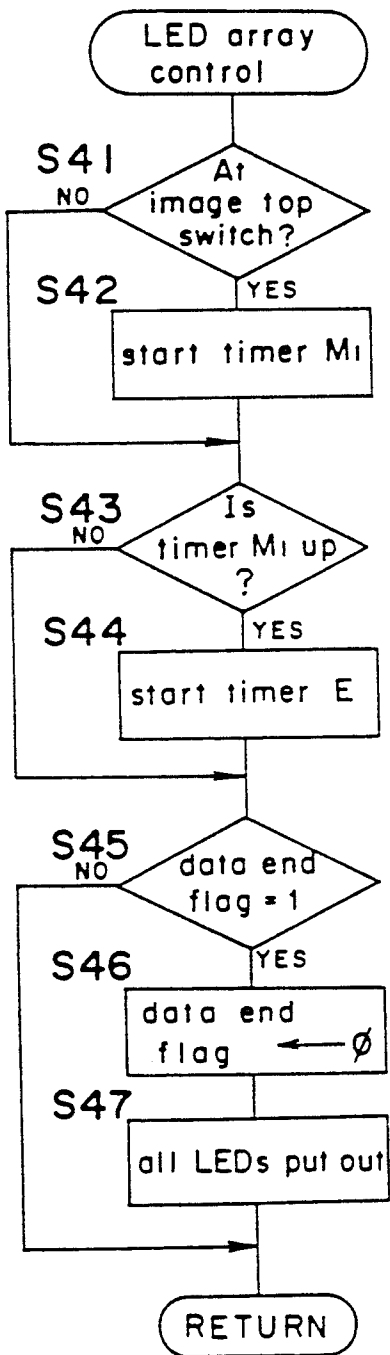 LED array
control
S41
At
image top
switch?
NO
YES
S42
start timer M1
S43
Is
timer M1 up
?
NO
YES
S44
start timer E
S45
data end
flag = 1
NO
YES
S46
data end
flag ← Ø
S47
all LEDs put out
RETURN